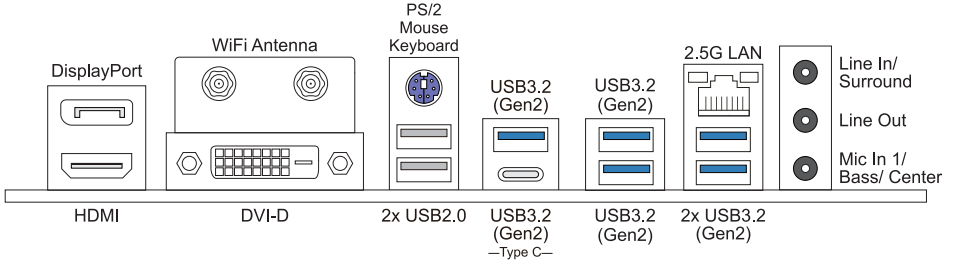 PS/2
Mouse
Keyboard
WiFi Antenna
DisplayPort
2.5G LAN
USB3.2
(Gen2)
USB3.2
(Gen2)
Line In/
Surround
Line Out
Mic In 1/
Bass/ Center
HDMI
DVI-D
2x USB2.0
USB3.2
(Gen2)
—Type C—
USB3.2
(Gen2)
2x USB3.2
(Gen2)